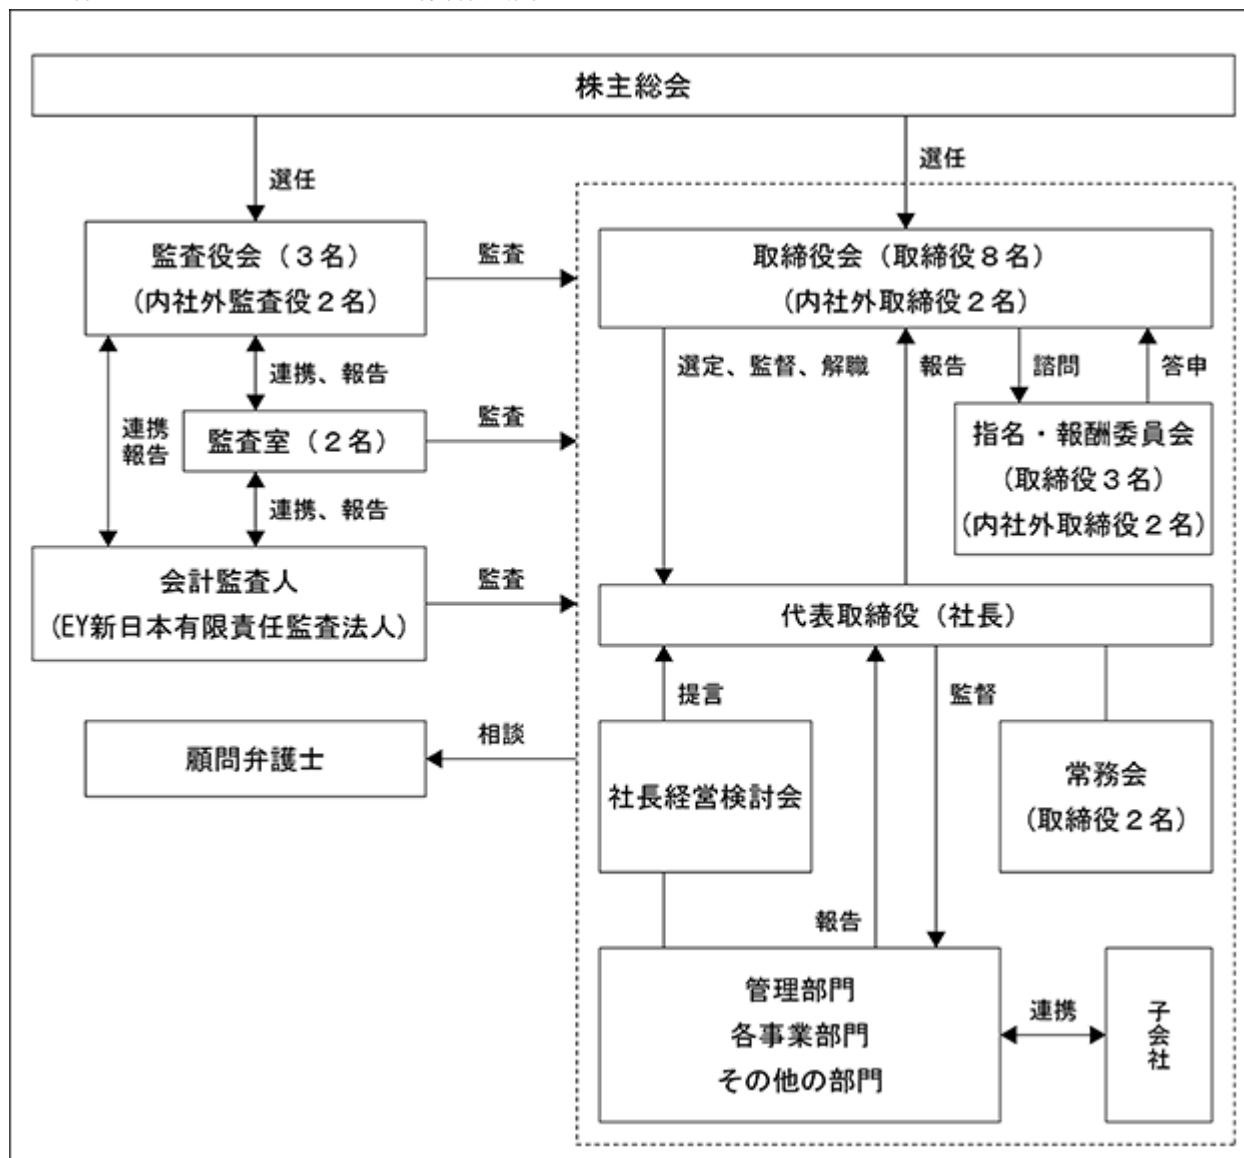 株主総会
選任
選任
監査役会（３名）
（内社外監査役２名）
監査
取締役会（取締役８名）
（内社外取締役２名）
連携、報告
選定、監督、解職
報告
諮問
答申
連携
報告
監査室（２名）
監査
指名・報酬委員会
（取締役３名）
（内社外取締役２名）
連携、報告
会計監査人
（EY新日本有限責任監査法人）
監査
代表取締役（社長）
提言
監督
顧問弁護士
相談
社長経営検討会
常務会
（取締役２名）
報告
管理部門
各事業部門
その他の部門
連携
子会社